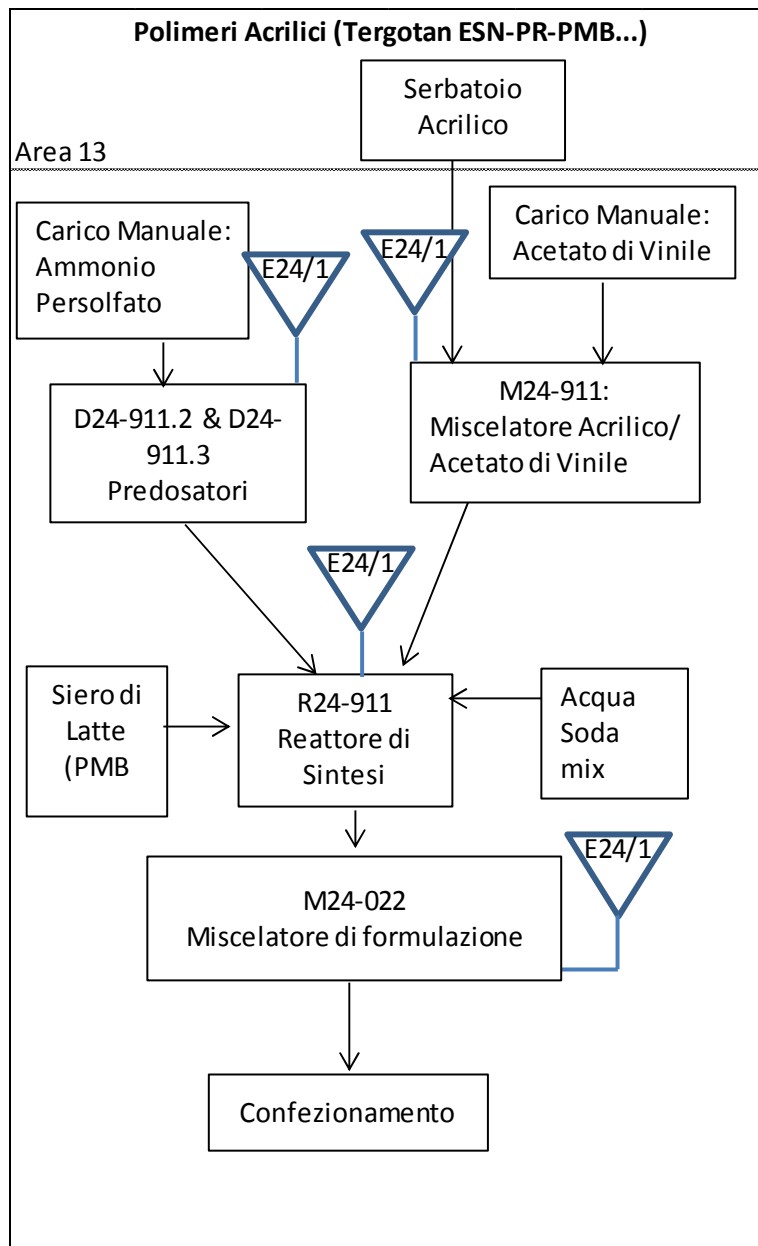 Polimeri Acrilici (Tergotan ESN-PR-PMB...)
Serbatoio
Acrilico
Area 13
Carico Manuale:
Ammonio
Persolfato
E24/1
E24/1
Carico Manuale:
Acetato di Vinile
D24-911.2 & D24-
911.3
Predosatori
M24-911:
Miscelatore Acrilico/
Acetato di Vinile
E24/1
Siero di
Latte
(PMB
R24-911
Reattore di
Sintesi
Acqua
Soda
mix
E24/1
M24-022
Miscelatore di formulazione
Confezionamento